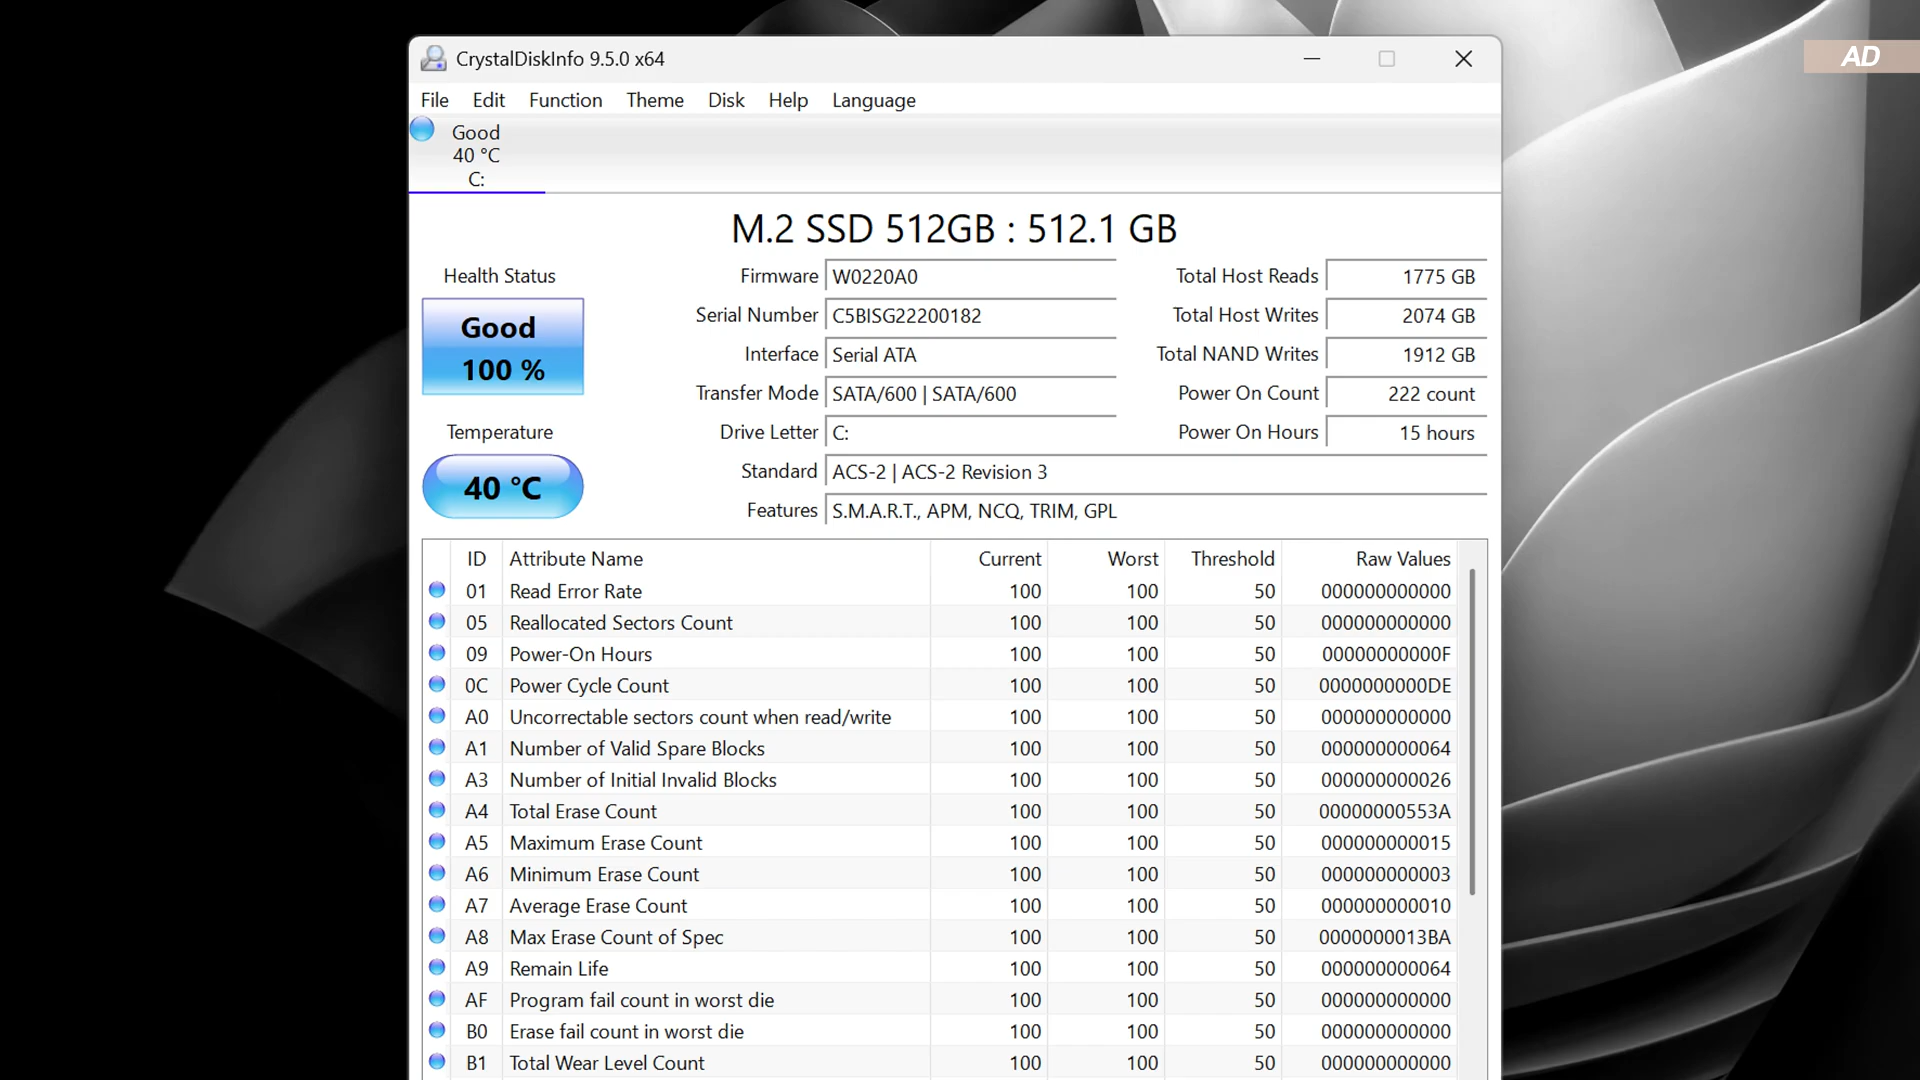 CrystalDiskInfo 9.5.0 x64
AD
File Edit Function Theme Disk Help Language
Good
40 °C
C:
M.2 SSD 512GB : 512.1 GB
Health Status
Good
100 %
Temperature
40 °C
Firmware W0220A0
Serial Number C5BISG22200182
Interface Serial ATA
Transfer Mode SATA/600 | SATA/600
Drive Letter C:
Standard ACS-2 | ACS-2 Revision 3
Features S.M.A.R.T., APM, NCQ, TRIM, GPL
Total Host Reads 1775 GB
Total Host Writes 2074 GB
Total NAND Writes 1912 GB
Power On Count 222 count
Power On Hours 15 hours
ID Attribute Name Current Worst Threshold Raw Values
01 Read Error Rate 100 100 50 000000000000
05 Reallocated Sectors Count 100 100 50 000000000000
09 Power-On Hours 100 100 50 00000000000F
0C Power Cycle Count 100 100 50 0000000000DE
A0 Uncorrectable sectors count when read/write 100 100 50 000000000000
A1 Number of Valid Spare Blocks 100 100 50 000000000064
A3 Number of Initial Invalid Blocks 100 100 50 000000000026
A4 Total Erase Count 100 100 50 00000000553A
A5 Maximum Erase Count 100 100 50 000000000015
A6 Minimum Erase Count 100 100 50 000000000003
A7 Average Erase Count 100 100 50 000000000010
A8 Max Erase Count of Spec 100 100 50 0000000013BA
A9 Remain Life 100 100 50 000000000064
AF Program fail count in worst die 100 100 50 000000000000
B0 Erase fail count in worst die 100 100 50 000000000000
B1 Total Wear Level Count 100 100 50 000000000000